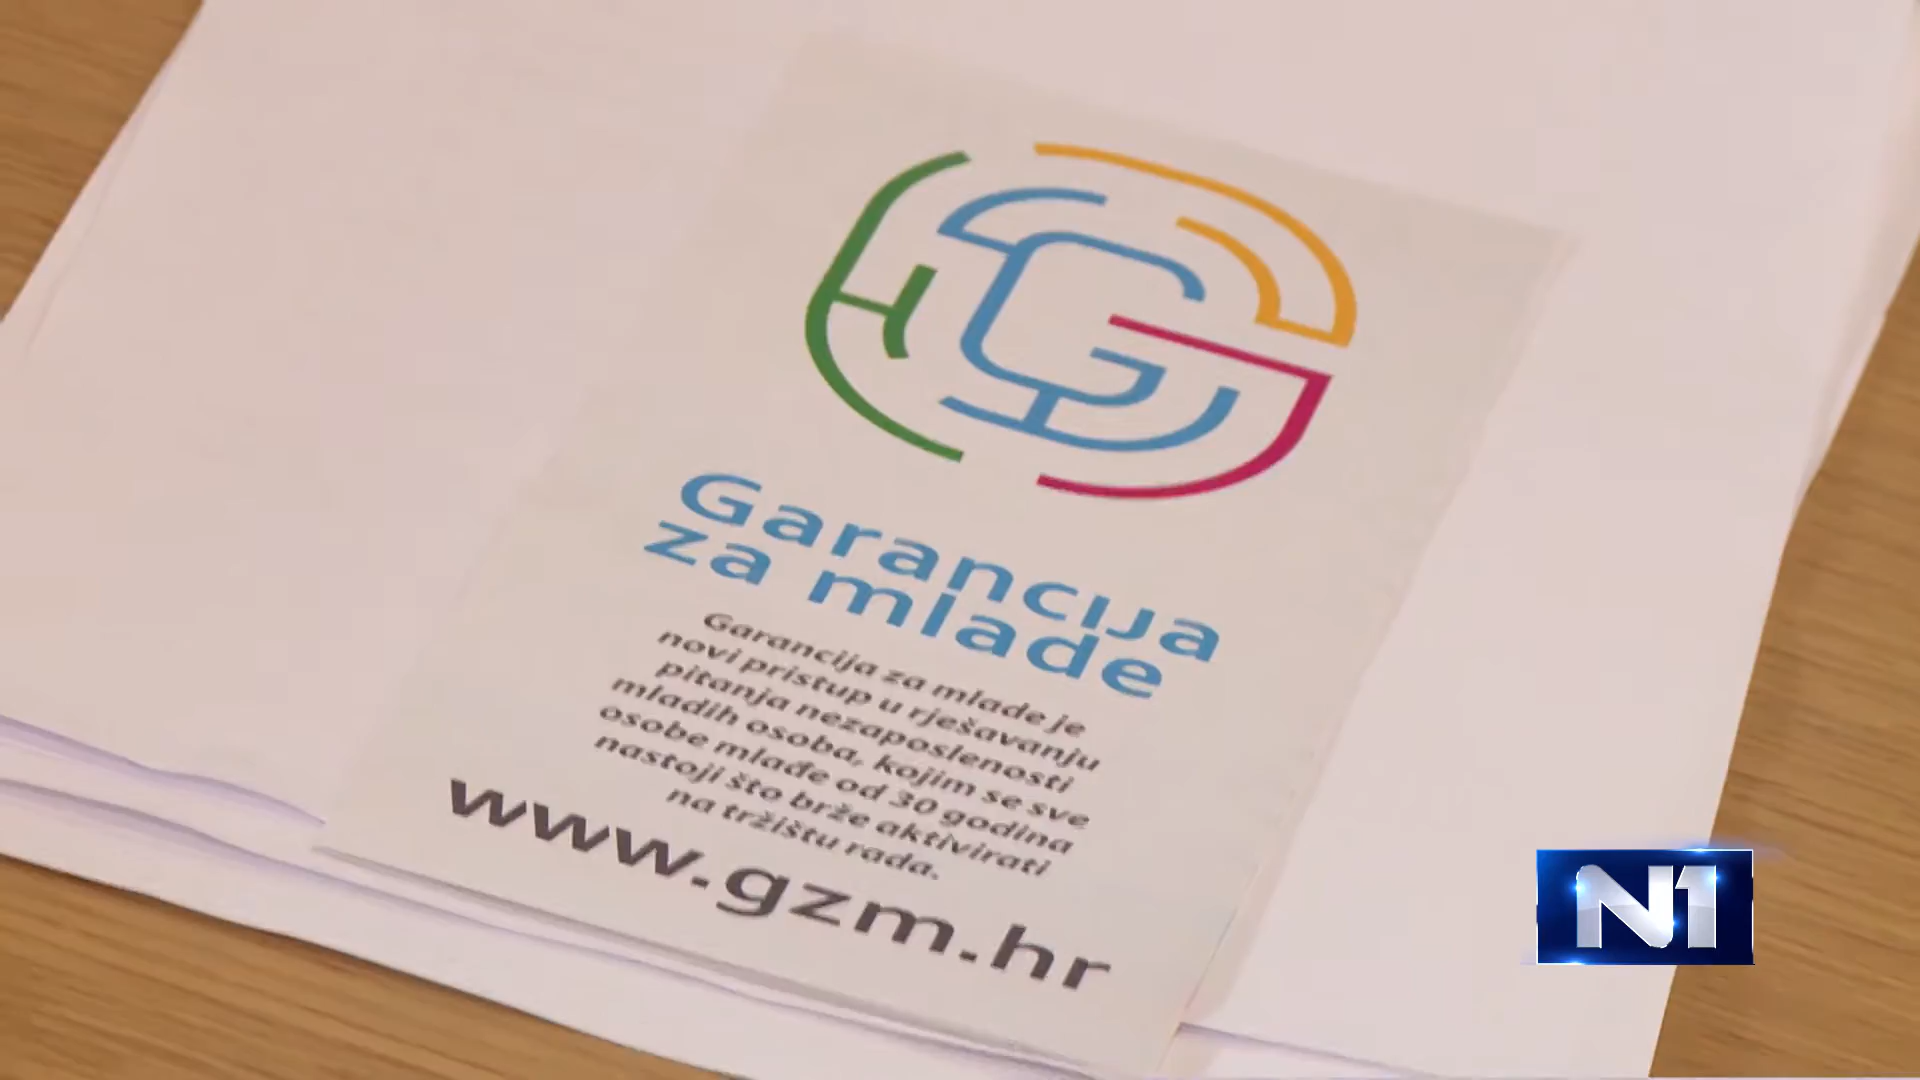 Garancija
za mlade
Garancija za mlade je
novi pristup u rješavanju
pitanja nezaposlenosti
mladih osoba, kojim se sve
osobe mlađe od 30 godina
nastoji što brže aktivirati
na tržištu rada.
www.gzm.hr
N1